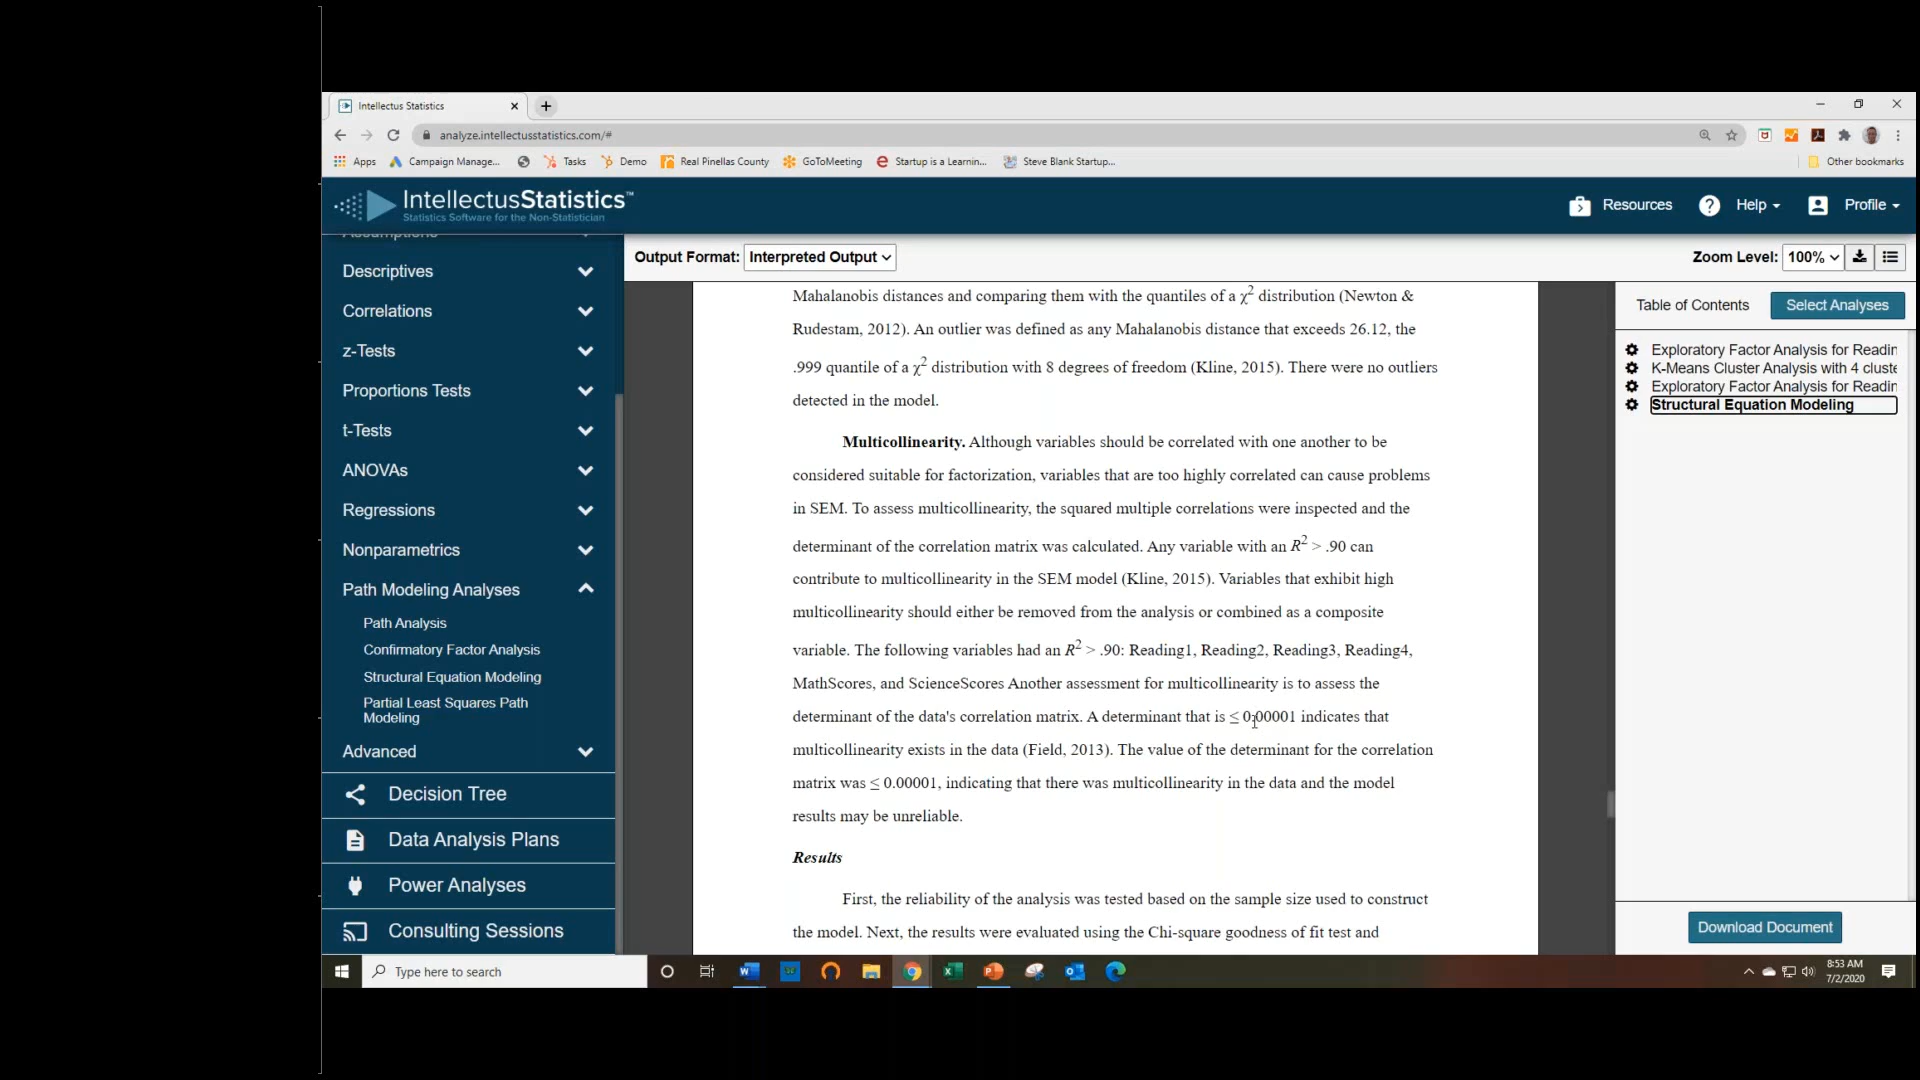 Intellectus Statistics
analyze.intellectusstatistics.com/#
Apps Campaign Manage... Tasks Demo Real Pinellas County GoToMeeting Startup is a Learnin... Steve Blank Startup... Other bookmarks
IntellectusStatistics™
Statistics Software for the Non-Statistician
Resources Help Profile
Assumptions
Descriptives
Correlations
z-Tests
Proportions Tests
t-Tests
ANOVAs
Regressions
Nonparametrics
Path Modeling Analyses
Path Analysis
Confirmatory Factor Analysis
Structural Equation Modeling
Partial Least Squares Path
Modeling
Advanced
Decision Tree
Data Analysis Plans
Power Analyses
Consulting Sessions
Output Format: Interpreted Output
Zoom Level: 100%
Mahalanobis distances and comparing them with the quantiles of a χ² distribution (Newton &
Rudestam, 2012). An outlier was defined as any Mahalanobis distance that exceeds 26.12, the
.999 quantile of a χ² distribution with 8 degrees of freedom (Kline, 2015). There were no outliers
detected in the model.
Multicollinearity. Although variables should be correlated with one another to be
considered suitable for factorization, variables that are too highly correlated can cause problems
in SEM. To assess multicollinearity, the squared multiple correlations were inspected and the
determinant of the correlation matrix was calculated. Any variable with an R² > .90 can
contribute to multicollinearity in the SEM model (Kline, 2015). Variables that exhibit high
multicollinearity should either be removed from the analysis or combined as a composite
variable. The following variables had an R² > .90: Reading1, Reading2, Reading3, Reading4,
MathScores, and ScienceScores Another assessment for multicollinearity is to assess the
determinant of the data's correlation matrix. A determinant that is ≤ 0.00001 indicates that
multicollinearity exists in the data (Field, 2013). The value of the determinant for the correlation
matrix was ≤ 0.00001, indicating that there was multicollinearity in the data and the model
results may be unreliable.
Results
First, the reliability of the analysis was tested based on the sample size used to construct
the model. Next, the results were evaluated using the Chi-square goodness of fit test and
Table of Contents Select Analyses
Exploratory Factor Analysis for Readin
K-Means Cluster Analysis with 4 cluste
Exploratory Factor Analysis for Readin
Structural Equation Modeling
Download Document
Type here to search
8:53 AM
7/2/2020